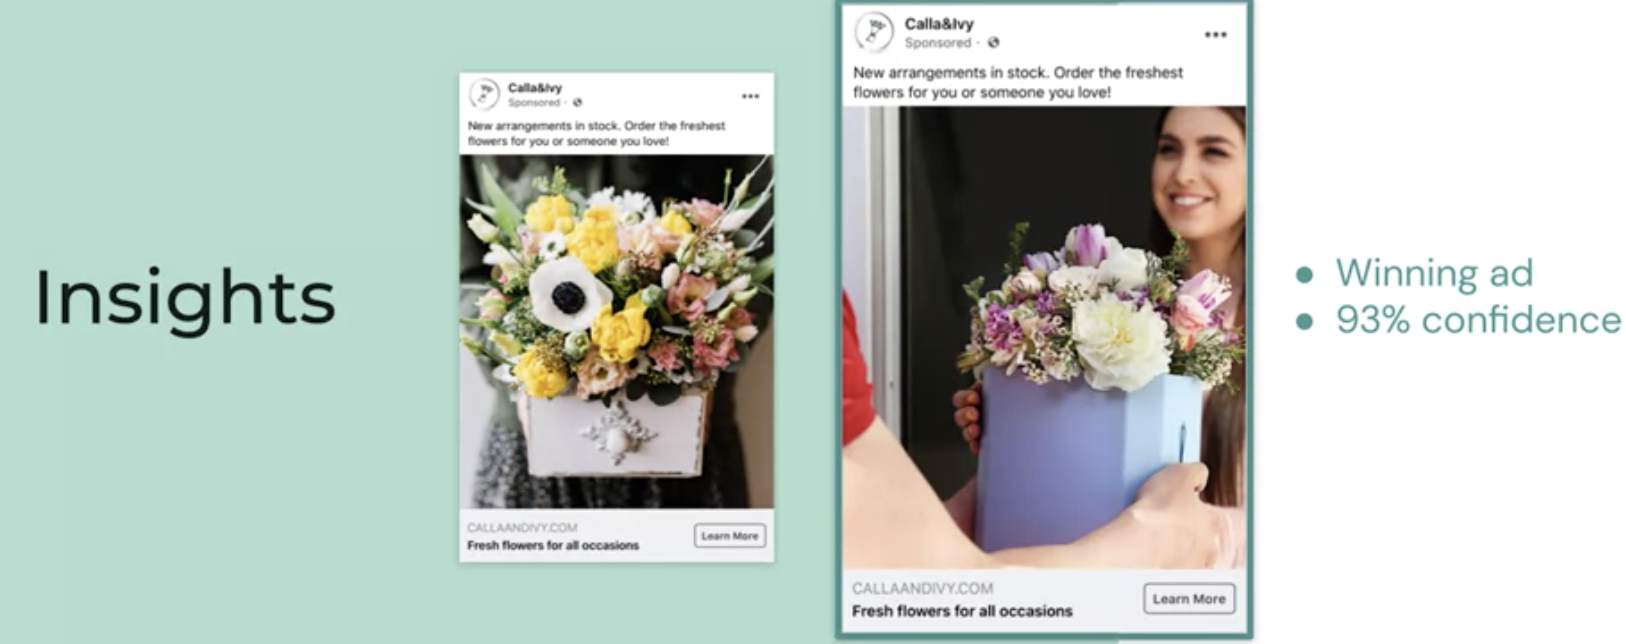 Insights
Calla&Ivy
Sponsored ·
New arrangements in stock. Order the freshest
flowers for you or someone you love!
CALLAANDIVY.COM
Fresh flowers for all occasions
Learn More
Calla&Ivy
Sponsored ·
New arrangements in stock. Order the freshest
flowers for you or someone you love!
CALLAANDIVY.COM
Fresh flowers for all occasions
Learn More
• Winning ad
• 93% confidence